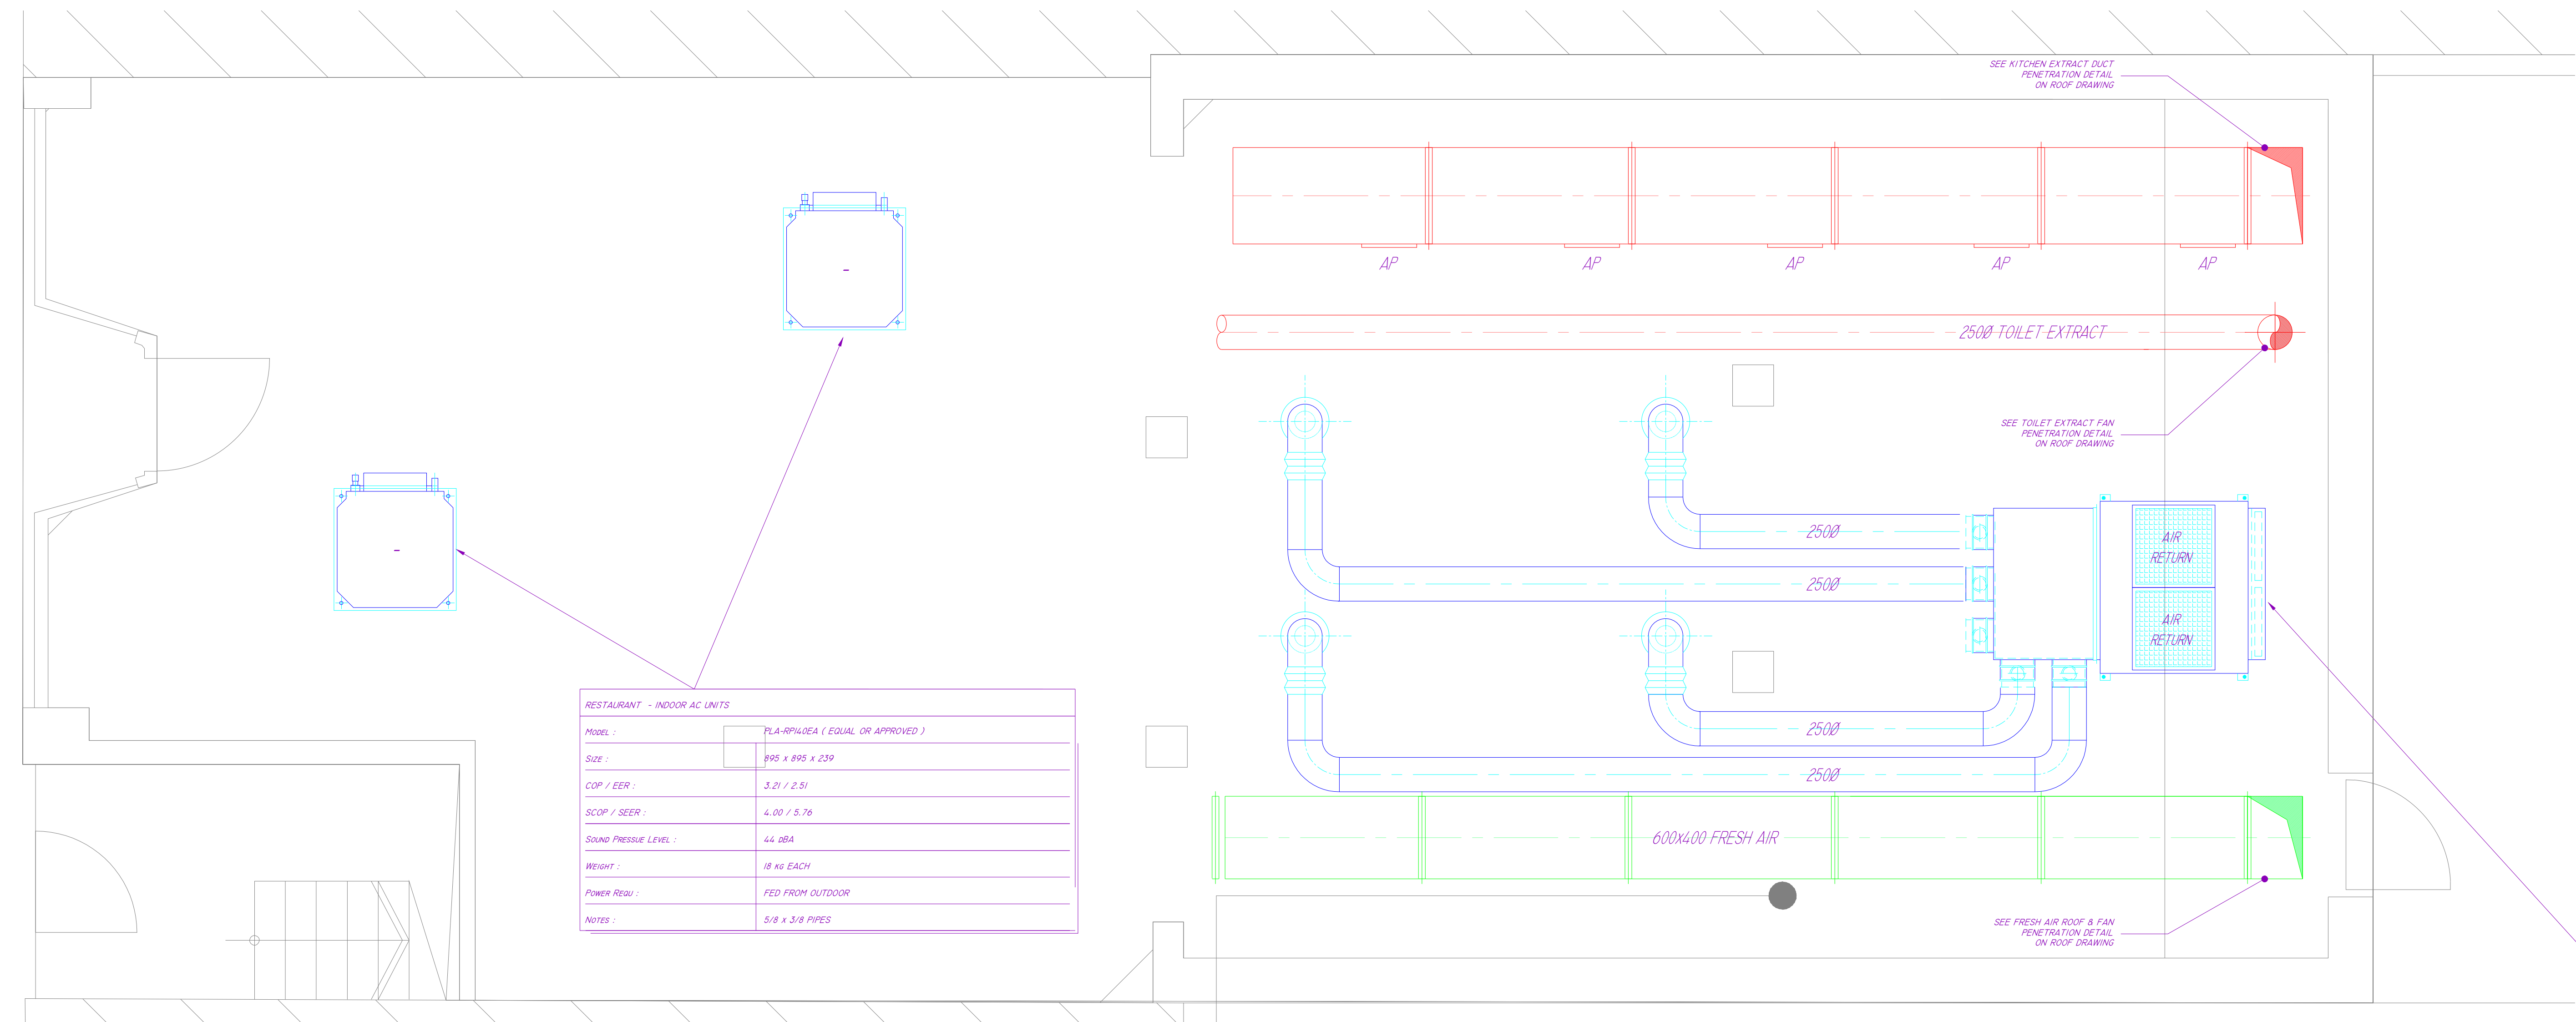 SEE KITCHEN EXTRACT DUCT
PENETRATION DETAIL
ON ROOF DRAWING
AP AP AP AP AP
250Ø TOILET EXTRACT
SEE TOILET EXTRACT FAN
PENETRATION DETAIL
ON ROOF DRAWING
-
-
250Ø
250Ø
AIR
RETURN
AIR
RETURN
250Ø
250Ø
600X400 FRESH AIR
SEE FRESH AIR ROOF & FAN
PENETRATION DETAIL
ON ROOF DRAWING
RESTAURANT - INDOOR AC UNITS
MODEL : PLA-RP140EA ( EQUAL OR APPROVED )
SIZE : 895 X 895 X 239
COP / EER : 3.21 / 2.51
SCOP / SEER : 4.00 / 5.76
SOUND PRESSUE LEVEL : 44 DBA
WEIGHT : 18 KG EACH
POWER REQU : FED FROM OUTDOOR
NOTES : 5/8 X 3/8 PIPES